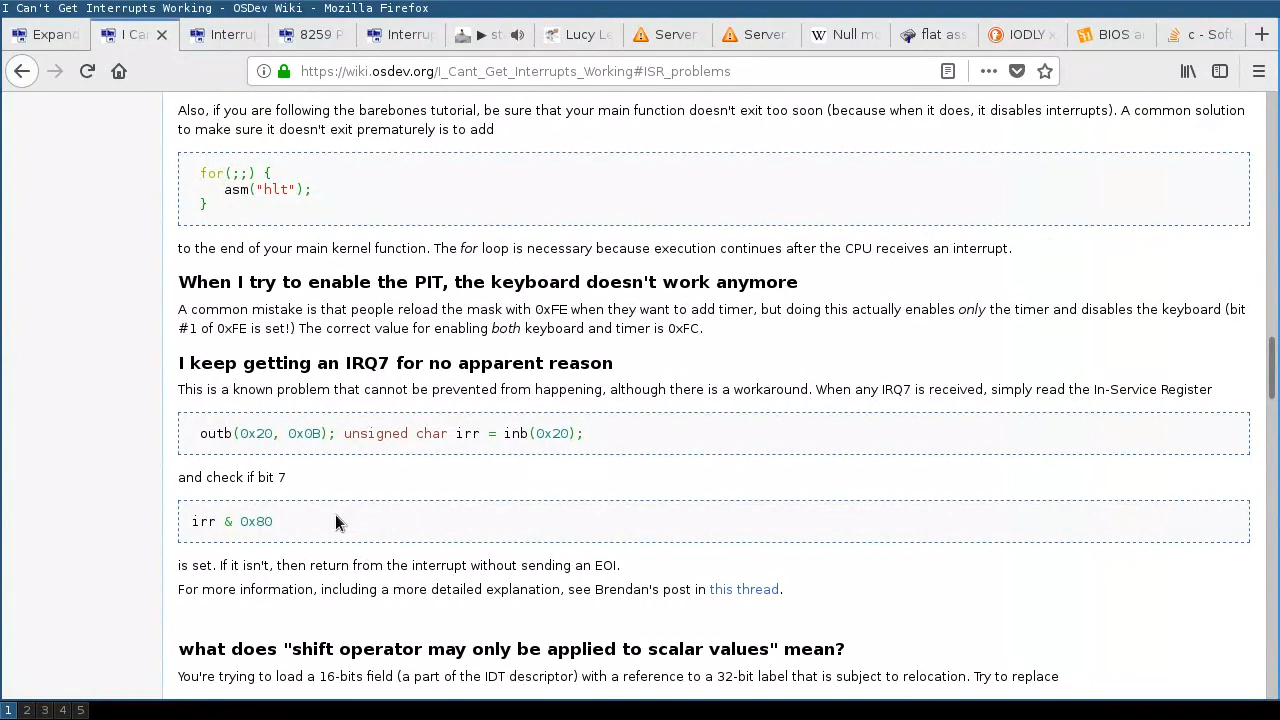 I Can't Get Interrupts Working - OSDev Wiki - Mozilla Firefox
Expand
I Can
Interru
8259 P
Interrup
▶ st
Lucy Le
Server
Server
Null mo
flat ass
IODLY x
BIOS ar
c - Soft
https://wiki.osdev.org/I_Cant_Get_Interrupts_Working#ISR_problems
Also, if you are following the barebones tutorial, be sure that your main function doesn't exit too soon (because when it does, it disables interrupts). A common solution
to make sure it doesn't exit prematurely is to add
for(;;) {
asm("hlt");
}
to the end of your main kernel function. The for loop is necessary because execution continues after the CPU receives an interrupt.
When I try to enable the PIT, the keyboard doesn't work anymore
A common mistake is that people reload the mask with 0xFE when they want to add timer, but doing this actually enables only the timer and disables the keyboard (bit
#1 of 0xFE is set!) The correct value for enabling both keyboard and timer is 0xFC.
I keep getting an IRQ7 for no apparent reason
This is a known problem that cannot be prevented from happening, although there is a workaround. When any IRQ7 is received, simply read the In-Service Register
outb(0x20, 0x0B); unsigned char irr = inb(0x20);
and check if bit 7
irr & 0x80
is set. If it isn't, then return from the interrupt without sending an EOI.
For more information, including a more detailed explanation, see Brendan's post in this thread.
what does "shift operator may only be applied to scalar values" mean?
You're trying to load a 16-bits field (a part of the IDT descriptor) with a reference to a 32-bit label that is subject to relocation. Try to replace
1 2 3 4 5